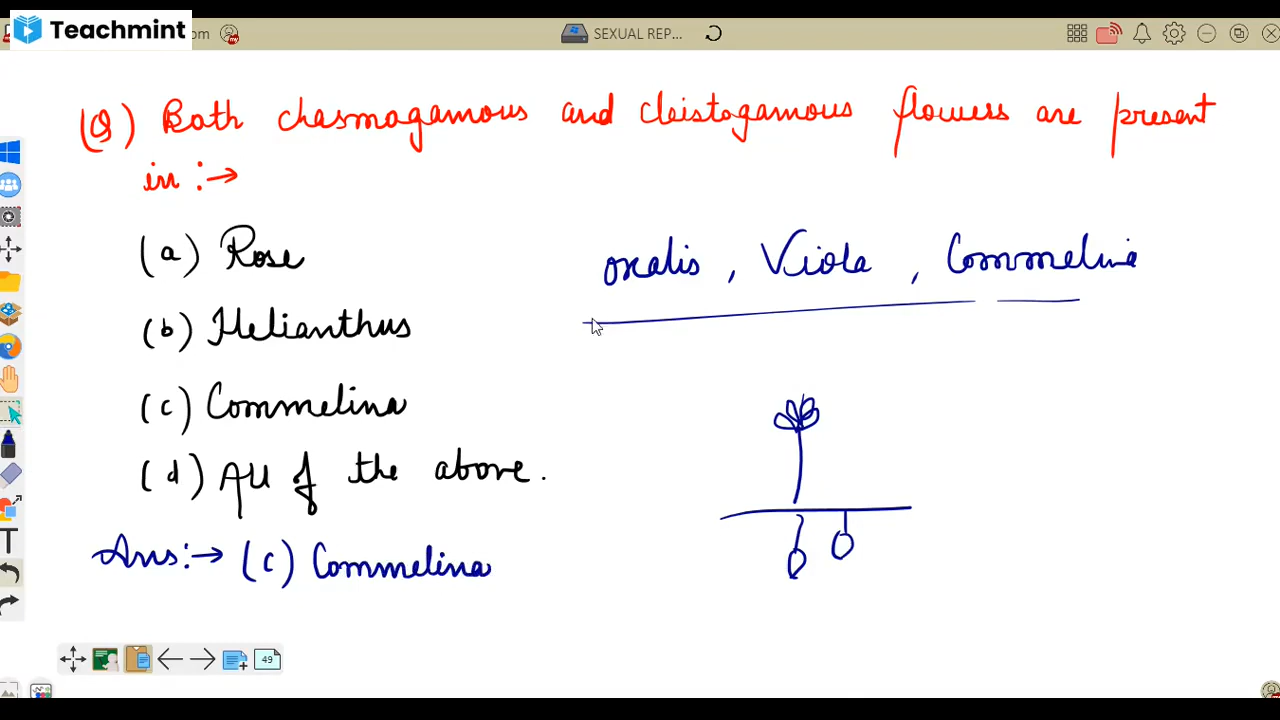 Teachmint
om
SEXUAL REP...
(Q) Both chasmogamous and cleistogamous flowers are present
in :→
(a) Rose
oxalis, Viola, Commelina
(b) Helianthus
(c) Commelina
(d) All of the above.
Ans:→ (c) Commelina
49